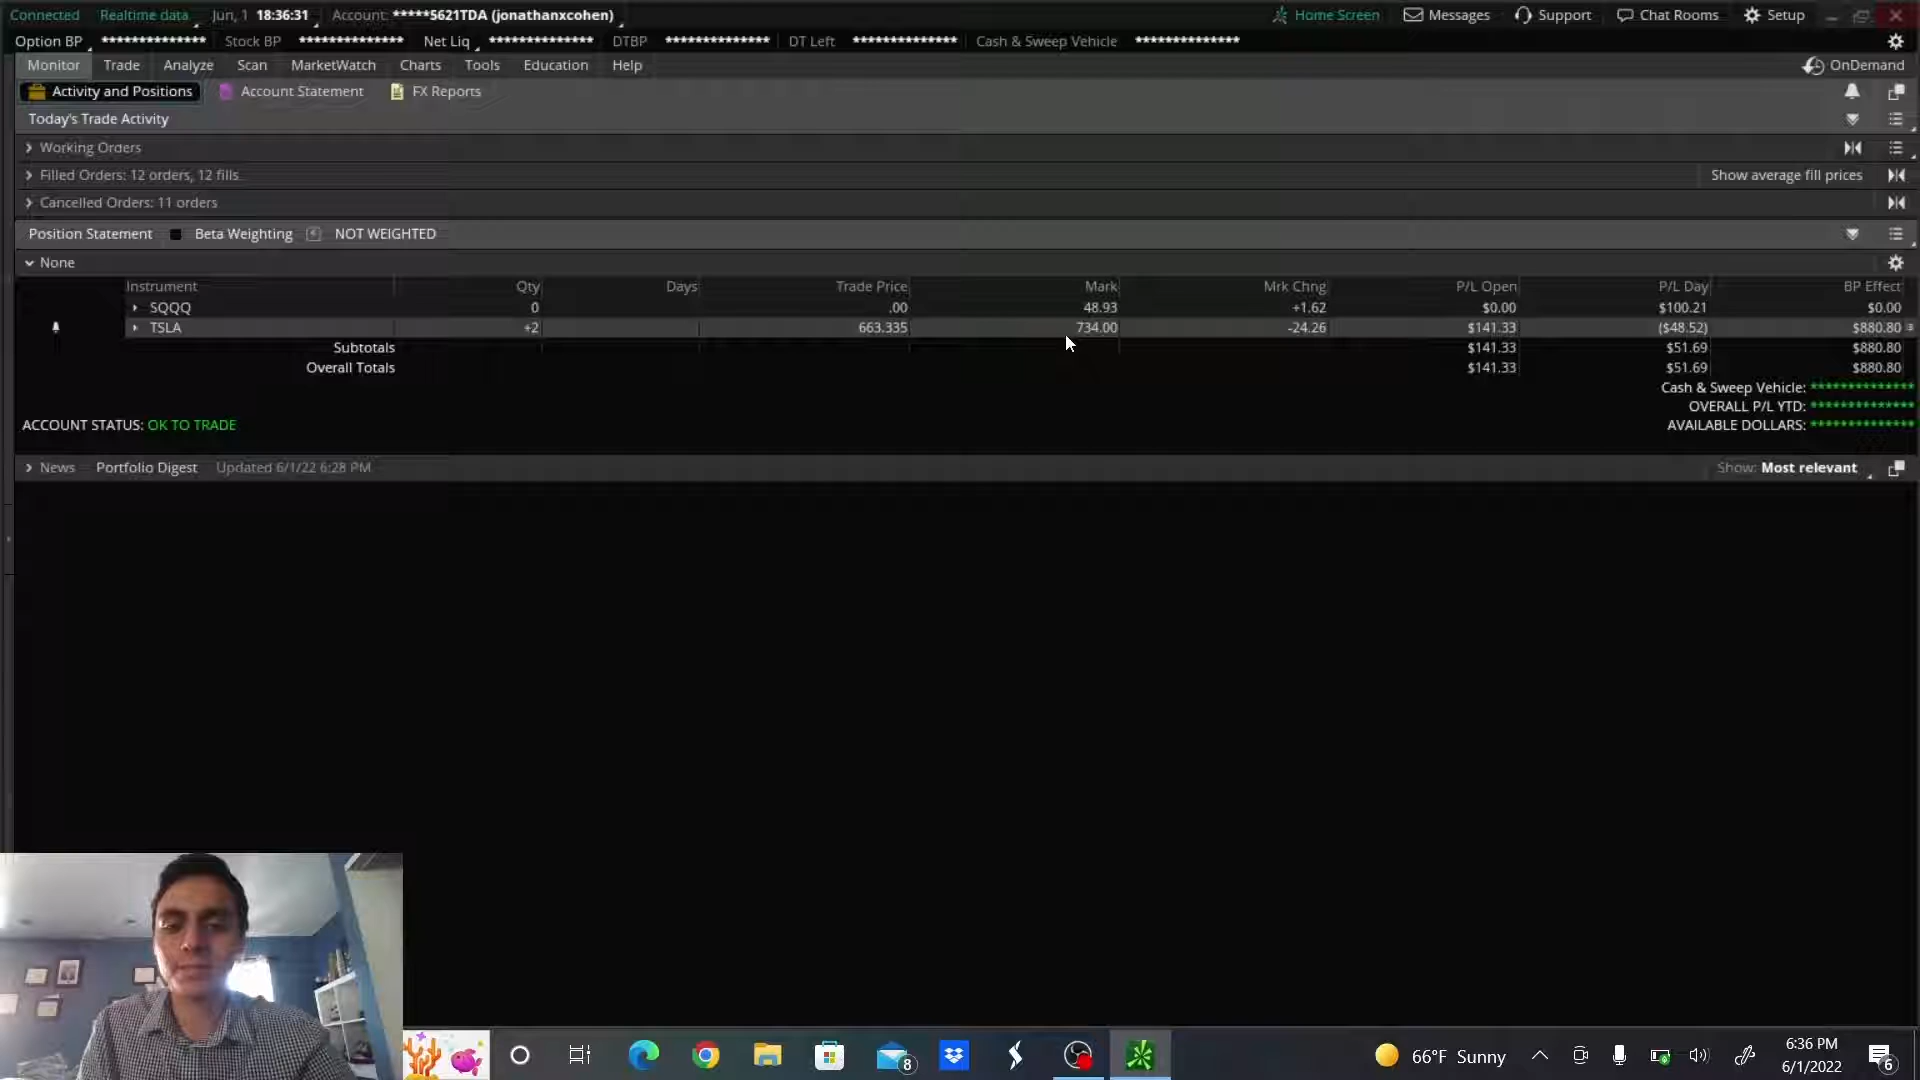 Connected Realtime data Jun, 1 18:36:31 Account: *****5621TDA (jonathanxcohen) Home Screen Messages Support Chat Rooms Setup
Option BP ************** Stock BP ************** Net Liq ************** DTBP ************** DT Left ************** Cash & Sweep Vehicle **************
Monitor Trade Analyze Scan MarketWatch Charts Tools Education Help OnDemand
Activity and Positions Account Statement FX Reports
Today's Trade Activity
Working Orders
Filled Orders: 12 orders, 12 fills Show average fill prices
Cancelled Orders: 11 orders
Position Statement Beta Weighting NOT WEIGHTED
None
Instrument Qty Days Trade Price Mark Mrk Chng P/L Open P/L Day BP Effect
SQQQ 0 .00 48.93 +1.62 $0.00 $100.21 $0.00
TSLA +2 663.335 734.00 -24.26 $141.33 ($48.52) $880.80
Subtotals $141.33 $51.69 $880.80
Overall Totals $141.33 $51.69 $880.80
Cash & Sweep Vehicle: **************
OVERALL P/L YTD: **************
ACCOUNT STATUS: OK TO TRADE AVAILABLE DOLLARS: **************
News Portfolio Digest Updated 6/1/22 6:28 PM Show: Most relevant
8 66°F Sunny 6:36 PM
6/1/2022 6